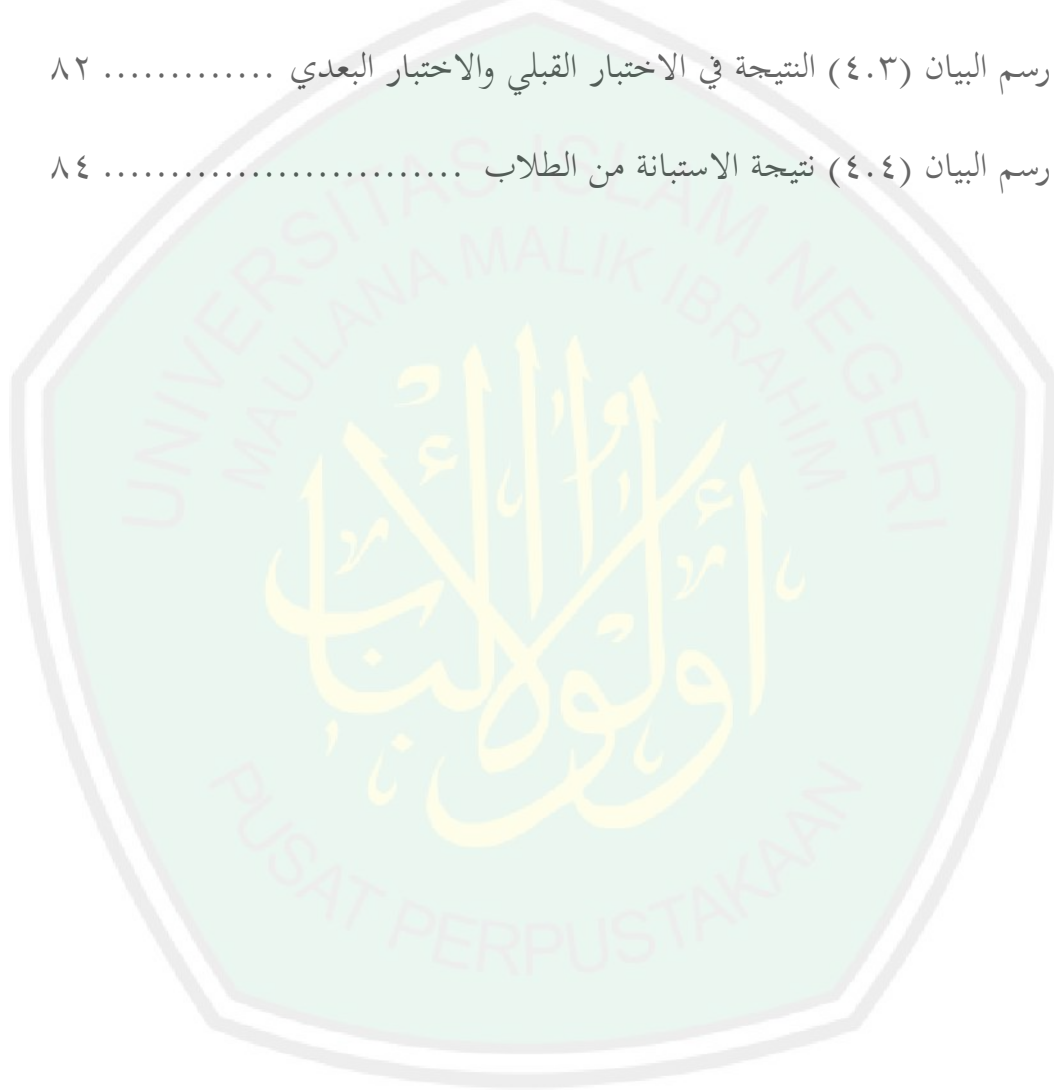 رسم البيان (٤.٣) النتيجة في الاختبار القبلي والاختبار البعدي ............. ٨٢
رسم البيان (٤.٤) نتيجة الاستبانة من الطلاب ........................... ٨٤
UNIVERSITAS ISLAM NEGERI
MAULANA MALIK IBRAHIM
أولو الألباب
PUSAT PERPUSTAKAAN